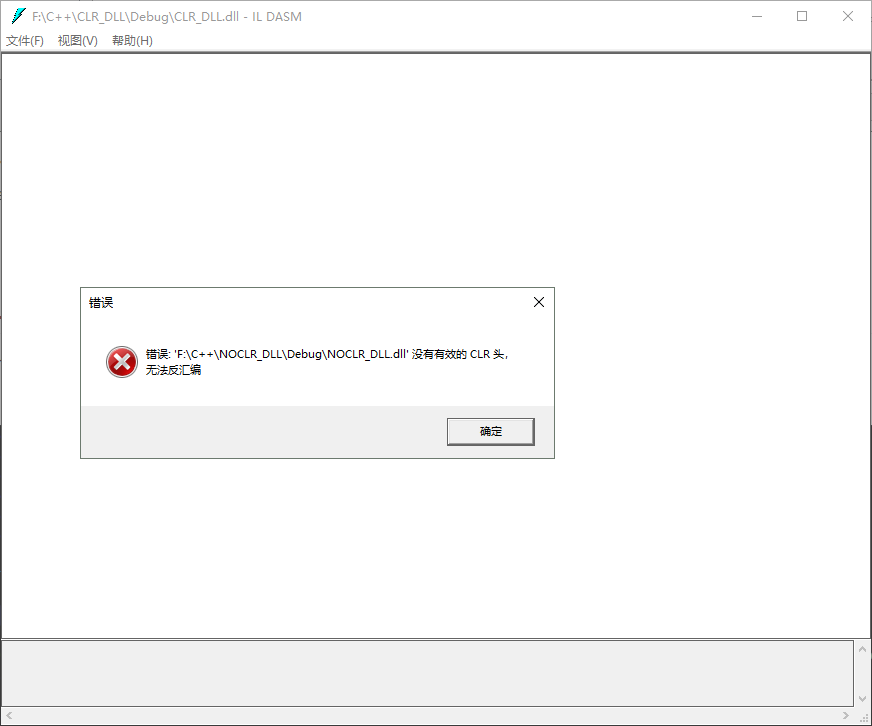 F:\C++\CLR_DLL\Debug\CLR_DLL.dll - IL DASM
文件(F) 视图(V) 帮助(H)
错误
错误: 'F:\C++\NOCLR_DLL\Debug\NOCLR_DLL.dll' 没有有效的 CLR 头，
无法反汇编
确定